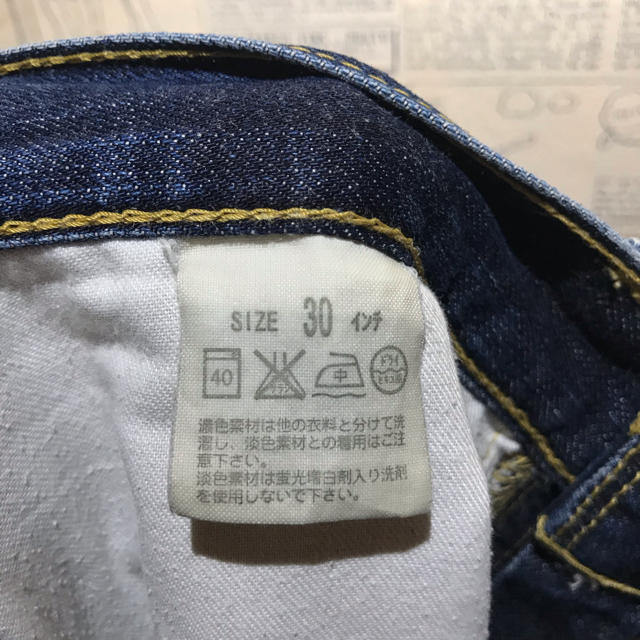 SIZE 30 インチ
40 中
濃色素材は他の衣料と分けて洗
濯し、淡色素材との着用はご注
意下さい。
淡色素材は蛍光増白剤入り洗剤
を使用しないで下さい。